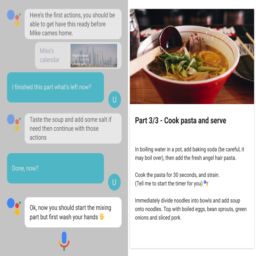 Here's the first actions, you should
be able to get have this ready before
Mike cames home.
Mike's
calendar
I finished this part what's left now?
U
Taste the soup and add some salt if
need then continue with those
actions
Done, now?
U
Ok, now you should start the mixing
part but first wash your hands
Part 3/3 - Cook pasta and serve
In boiling water in a pot, add baking soda (be careful, it
may boil over), then add the fresh angel hair pasta.
Cook the pasta for 30 seconds, and strain.
(Tell me to start the timer for you)
Immediately divide noodles into bowls and add soup
onto noodles. Top with boiled eggs, bean sprouts, green
onions and sliced pork.